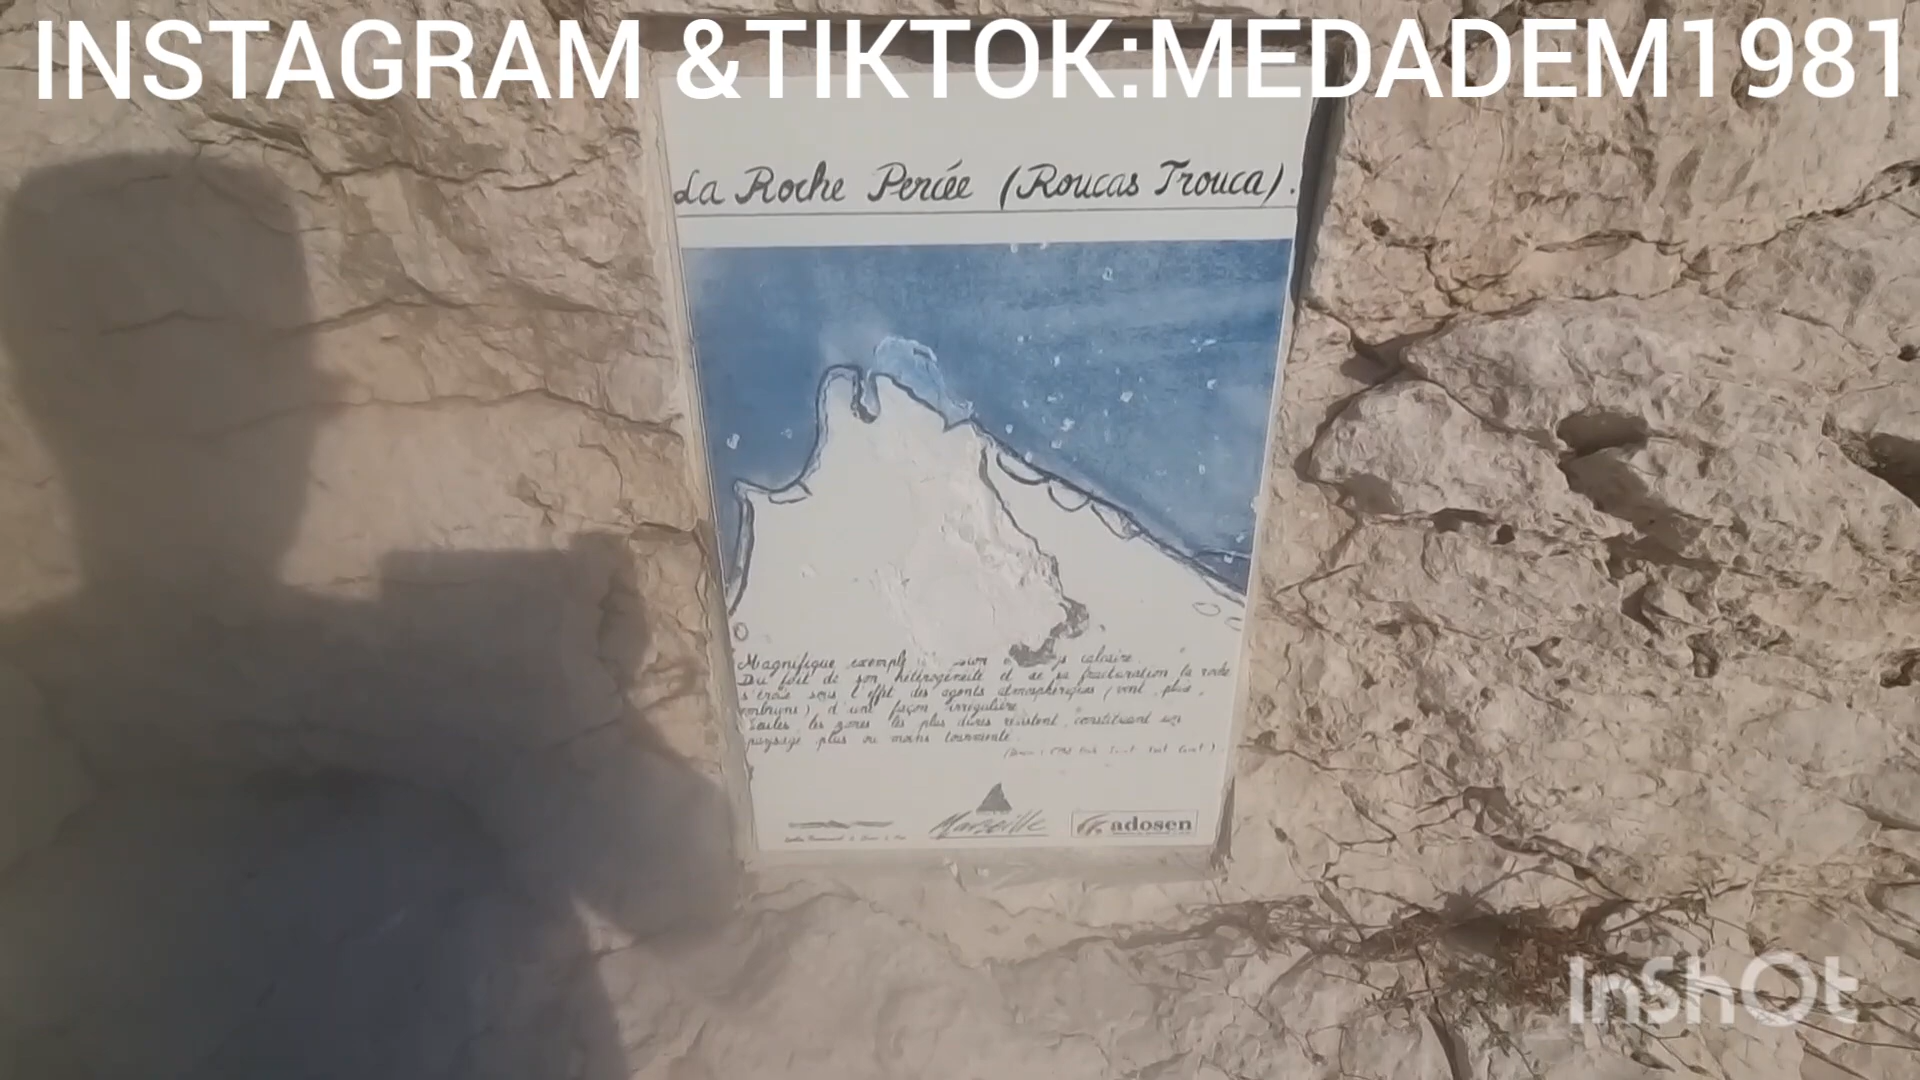 INSTAGRAM &TIKTOK:MEDADEM1981
La Roche Percée (Roucas Trouca).
Magnifique exempl calcaire.
Du fait de son hétérogénéité et de sa fracturation la roche
s'érode sous l'effet des agents atmosphériques (vent, pluie,
embruns) d'une façon irrégulière.
Seules les zones les plus dures résistent, constituant un
paysage plus ou moins tourmenté.
Marseille
adosen
InShOt